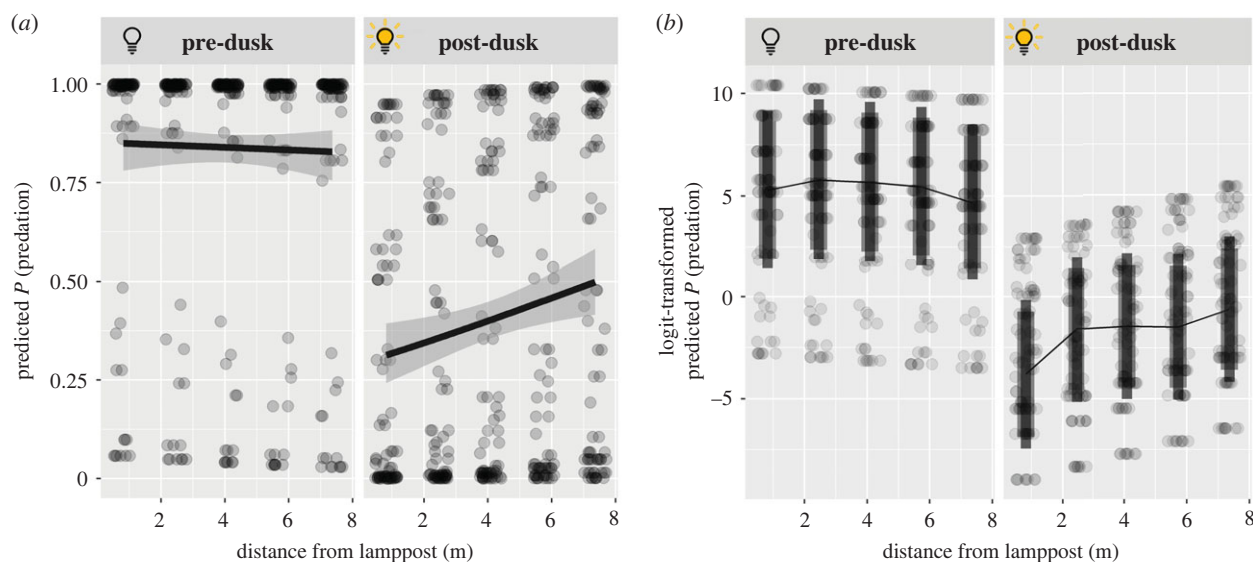 (a)
pre-dusk
post-dusk
1.00
0.75
0.50
0.25
0
predicted P (predation)
2 4 6 8
2 4 6 8
distance from lamppost (m)
(b)
pre-dusk
post-dusk
10
5
0
–5
logit-transformed
predicted P (predation)
2 4 6 8
2 4 6 8
distance from lamppost (m)